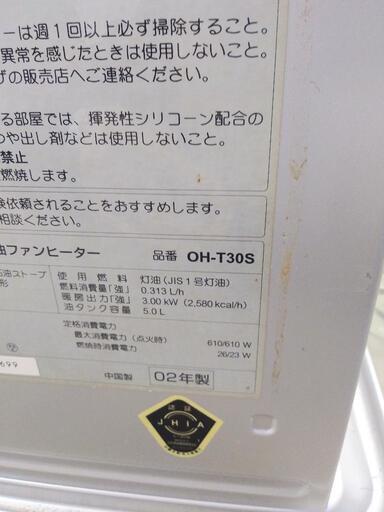 ーは週1回以上必ず掃除すること。
異常を感じたときは使用しないこと。
の販売店へご連絡ください。
る部屋では、揮発性シリコーン配合の
や出し剤などは使用しないこと。
禁止
燃焼します。
依頼されることをおすすめします。
相談ください。
油ファンヒーター 品番 OH-T30S
油ストーブ 使用燃料 灯油(JIS1号灯油)
形 燃料消費量「強」 0.313 L/h
暖房出力「強」 3.00 kW (2,580 kcal/h)
油タンク容量 5.0 L
定格消費電力
最大消費電力(点火時) 610/610 W
燃焼時消費電力 26/23 W
699 中国製 02年製
認証
JHIA